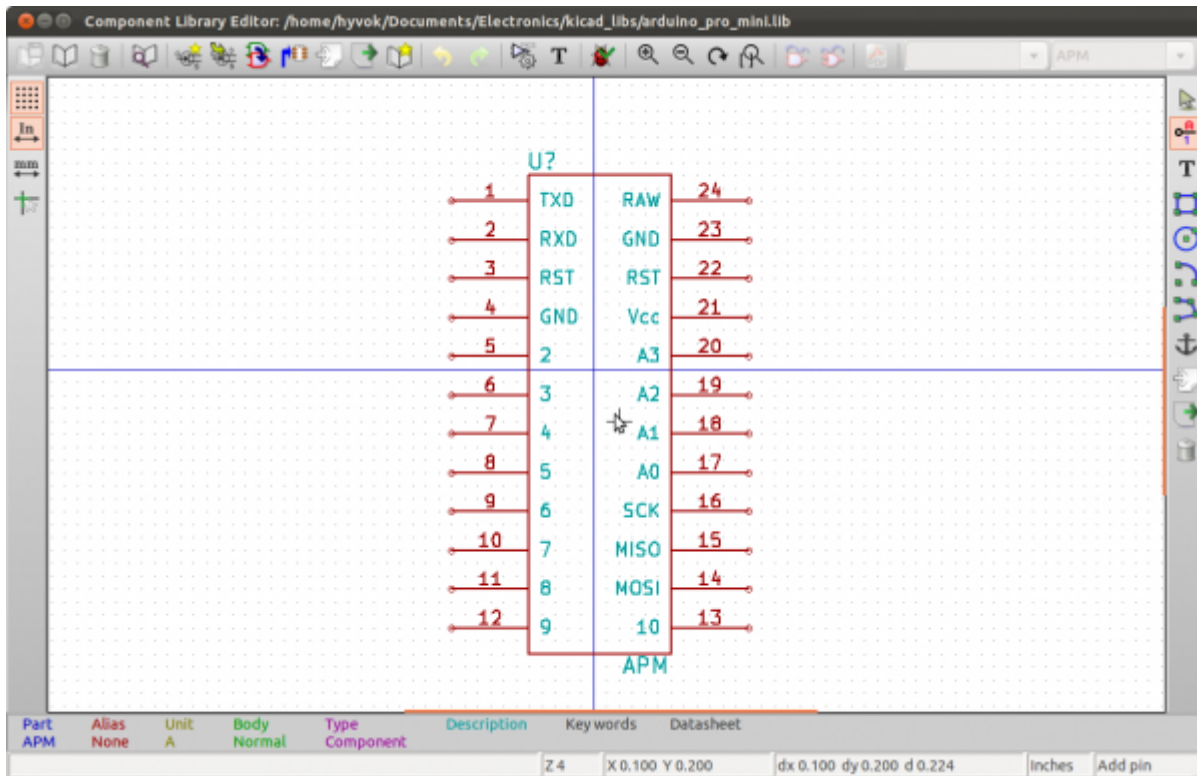 Component Library Editor: /home/hyvok/Documents/Electronics/kicad_libs/arduino_pro_mini.lib
T APM
In
mm
T
U?
1 TXD RAW 24
2 RXD GND 23
3 RST RST 22
4 GND Vcc 21
5 2 A3 20
6 3 A2 19
7 4 A1 18
8 5 A0 17
9 6 SCK 16
10 7 MISO 15
11 8 MOSI 14
12 9 10 13
APM
Part Alias Unit Body Type Description Key words Datasheet
APM None A Normal Component
Z 4 X 0.100 Y 0.200 dx 0.100 dy 0.200 d 0.224 Inches Add pin